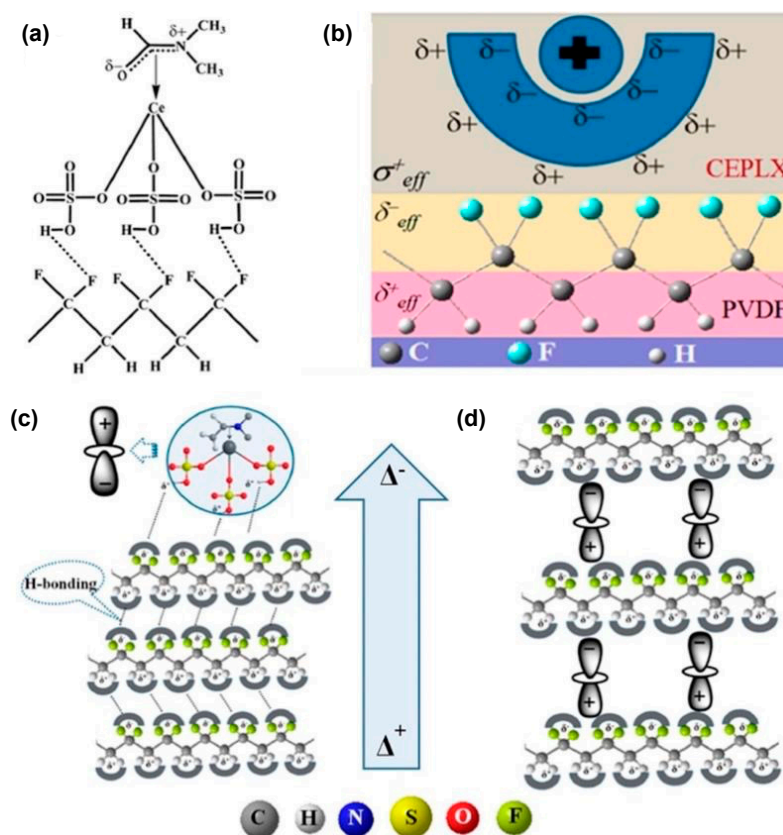 (a)
H
δ+
CH₃
C
N
δ−
O
CH₃
Ce
O
O
O
O
O
S
O
O=S=O
S
O
O
H
O
H
O
H
O
F
F
F
F
F
F
C
C
C
C
C
H
H
H
H
(b)
δ+
δ−
δ−
δ+
δ−
δ−
δ−
δ+
δ+
δ+
δ+
CEPLX
σ⁺eff
δ⁻eff
δ⁺eff
PVDF
C
F
H
(c)
+
−
H-bonding
Δ-
Δ+
(d)
−
−
+
+
−
−
+
+
C H N S O F